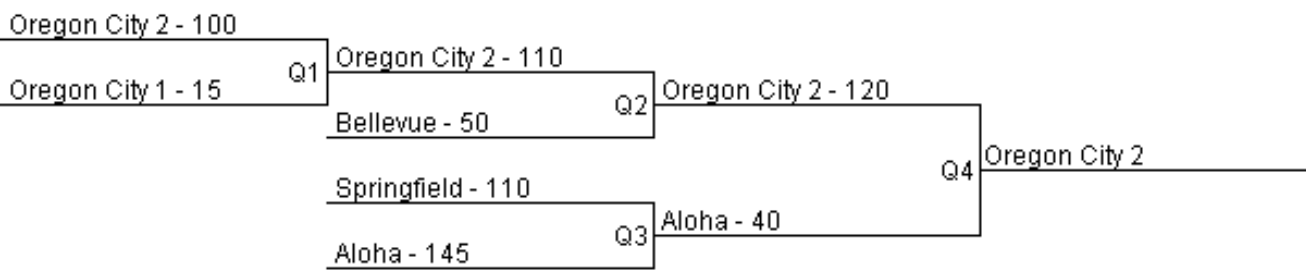 Oregon City 2 - 100
Oregon City 1 - 15
Q1
Oregon City 2 - 110
Bellevue - 50
Q2
Springfield - 110
Aloha - 145
Q3
Oregon City 2 - 120
Aloha - 40
Q4
Oregon City 2